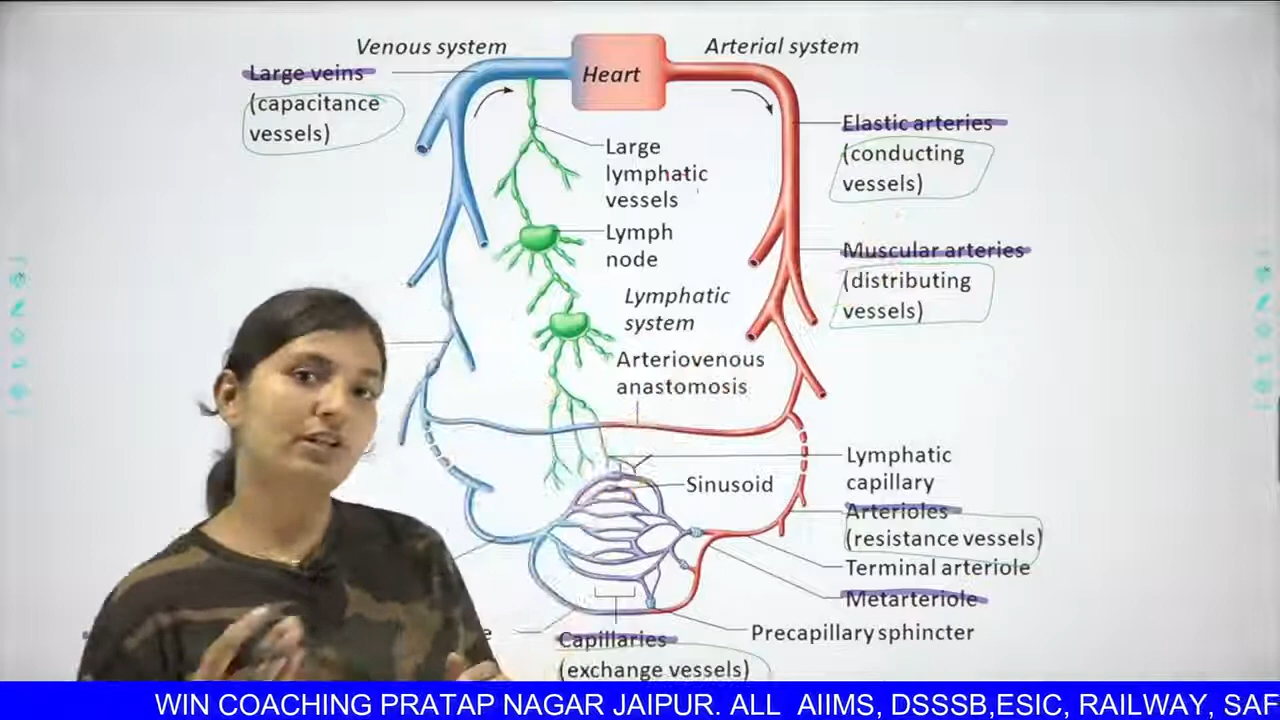 Venous system
Arterial system
Large veins
(capacitance
vessels)
Heart
Elastic arteries
(conducting
vessels)
Large
lymphatic
vessels
Lymph
node
Muscular arteries
(distributing
vessels)
Lymphatic
system
Arteriovenous
anastomosis
Lymphatic
capillary
Sinusoid
Arterioles
(resistance vessels)
Terminal arteriole
Metarteriole
Precapillary sphincter
Capillaries
(exchange vessels)
WIN COACHING PRATAP NAGAR JAIPUR. ALL AIIMS, DSSSB,ESIC, RAILWAY, SAF